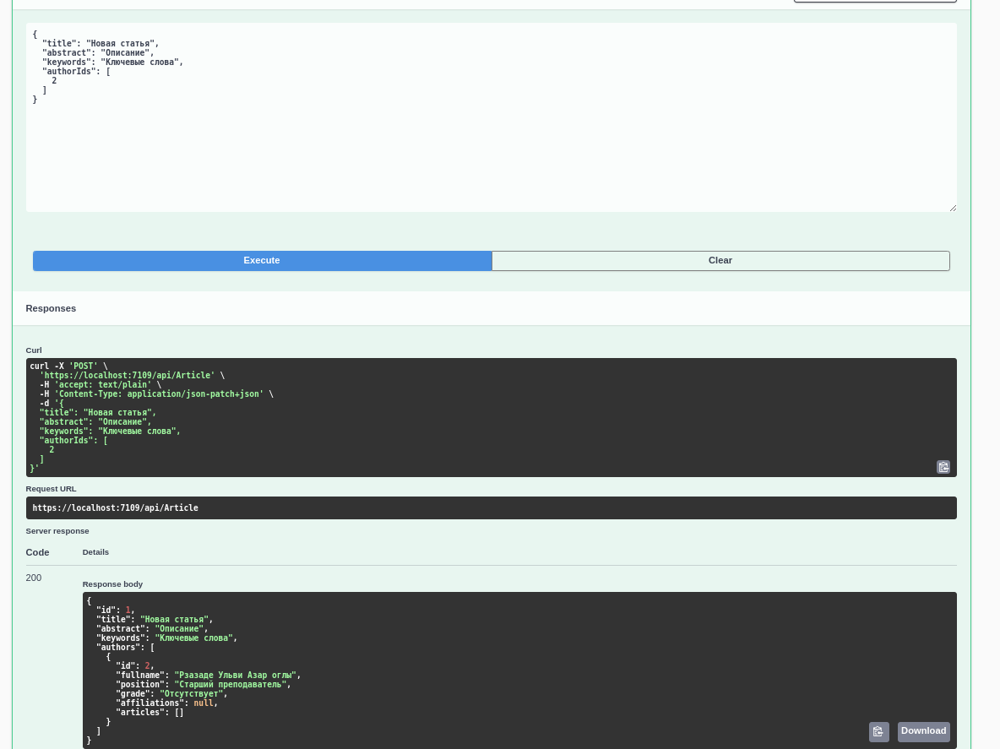 {
  "title": "Новая статья",
  "abstract": "Описание",
  "keywords": "Ключевые слова",
  "authorIds": [
    2
  ]
}
Execute
Clear
Responses
Curl
curl -X 'POST' \
  'https://localhost:7109/api/Article' \
  -H 'accept: text/plain' \
  -H 'Content-Type: application/json-patch+json' \
  -d '{
  "title": "Новая статья",
  "abstract": "Описание",
  "keywords": "Ключевые слова",
  "authorIds": [
    2
  ]
}'
Request URL
https://localhost:7109/api/Article
Server response
Code
Details
200
Response body
{
  "id": 1,
  "title": "Новая статья",
  "abstract": "Описание",
  "keywords": "Ключевые слова",
  "authors": [
    {
      "id": 2,
      "fullname": "Рзазаде Ульви Азар оглы",
      "position": "Старший преподаватель",
      "grade": "Отсутствует",
      "affiliations": null,
      "articles": []
    }
  ]
}
Download